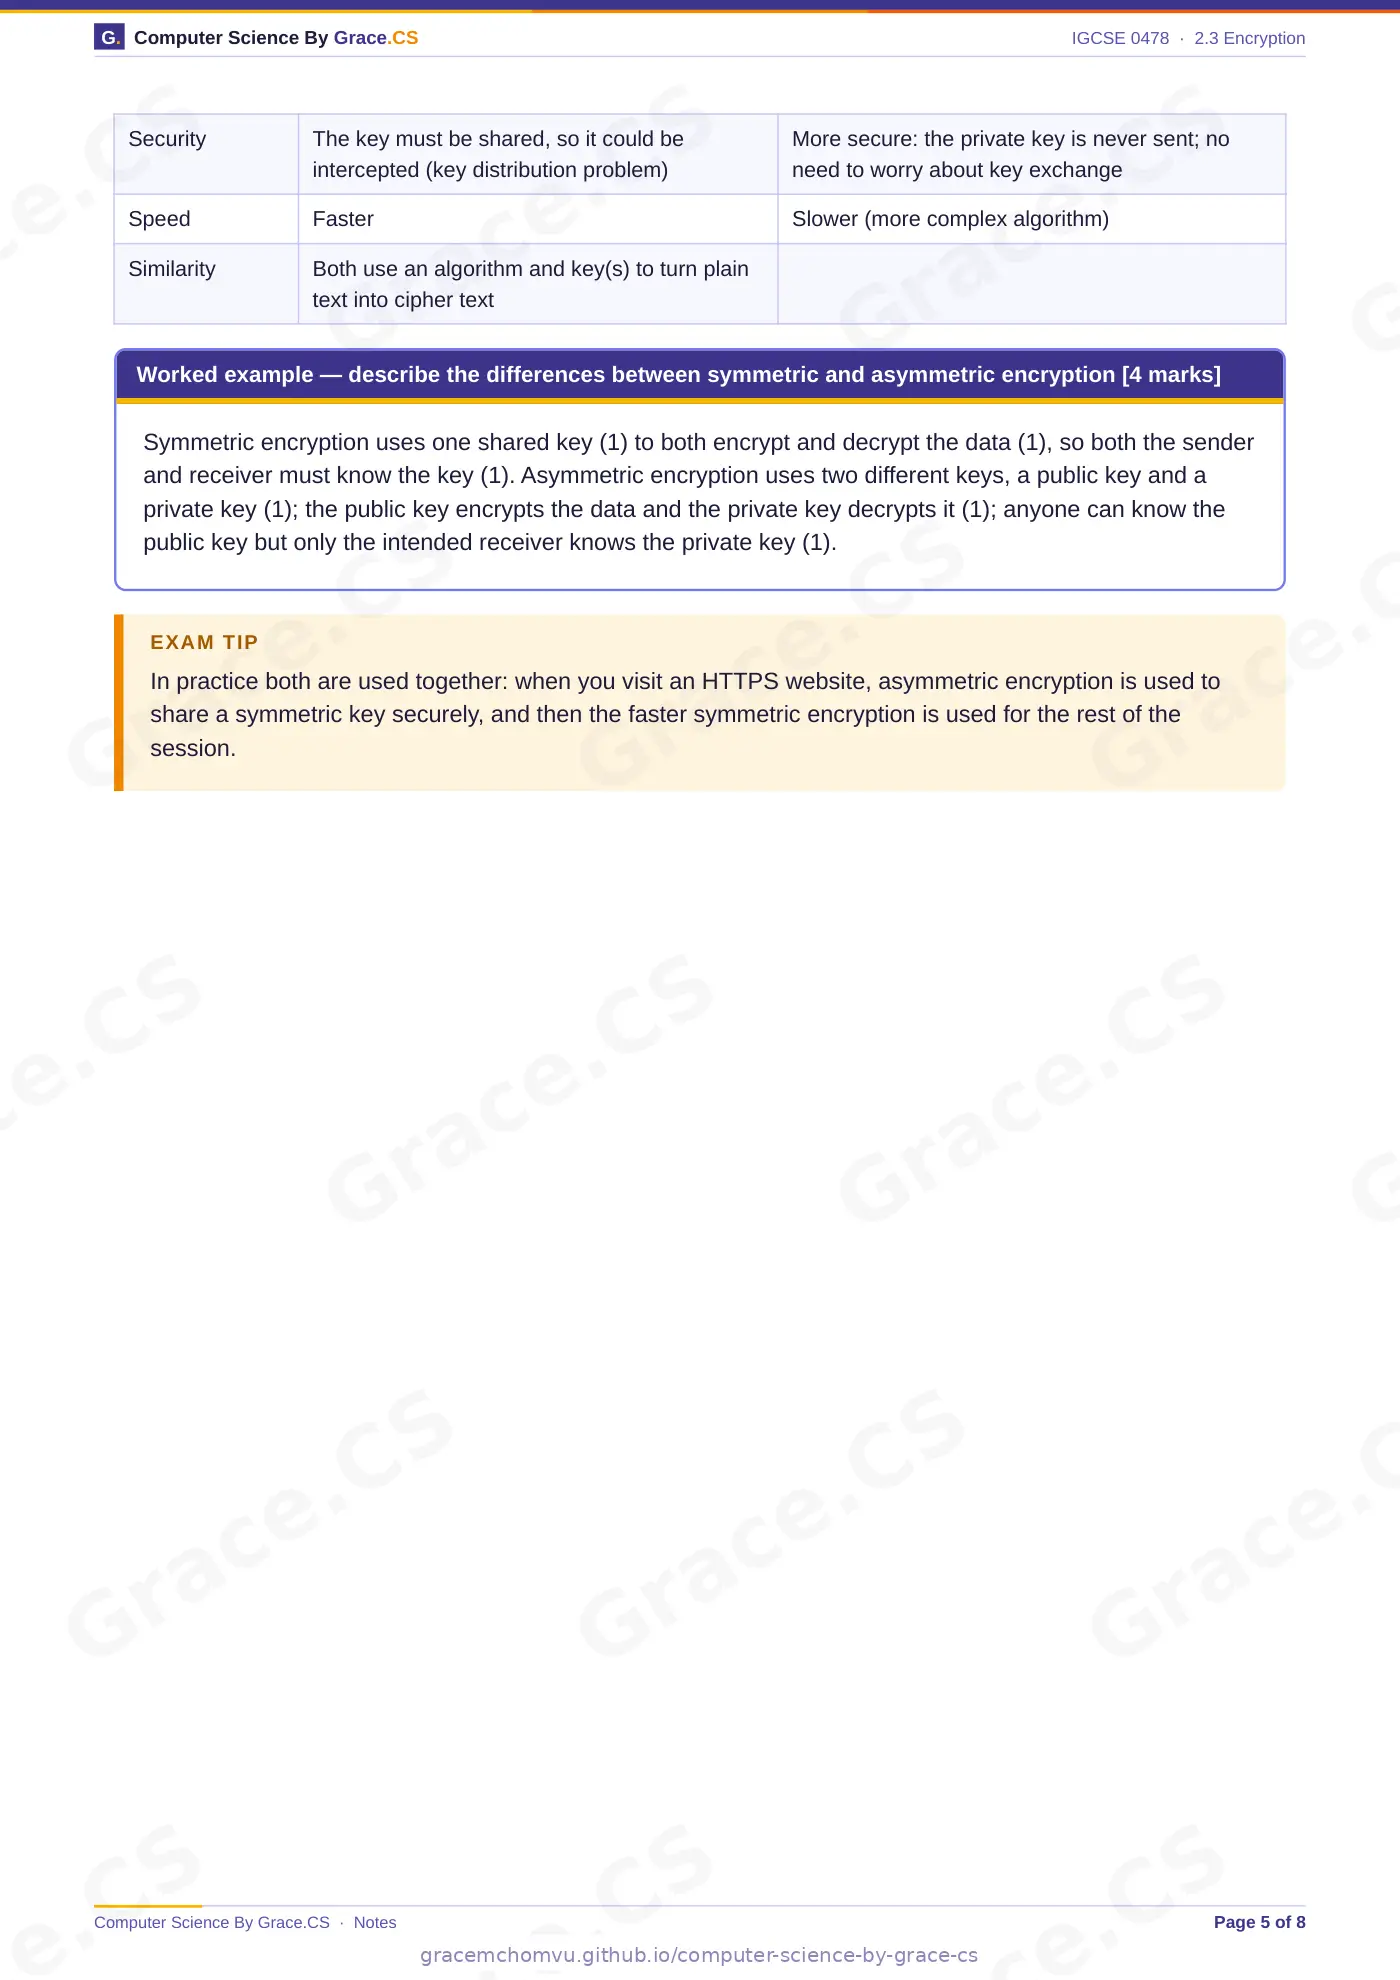 G. Computer Science By Grace.CS
IGCSE 0478 · 2.3 Encryption
Security
The key must be shared, so it could be
intercepted (key distribution problem)
More secure: the private key is never sent; no
need to worry about key exchange
Speed
Faster
Slower (more complex algorithm)
Similarity
Both use an algorithm and key(s) to turn plain
text into cipher text
Worked example — describe the differences between symmetric and asymmetric encryption [4 marks]
Symmetric encryption uses one shared key (1) to both encrypt and decrypt the data (1), so both the sender
and receiver must know the key (1). Asymmetric encryption uses two different keys, a public key and a
private key (1); the public key encrypts the data and the private key decrypts it (1); anyone can know the
public key but only the intended receiver knows the private key (1).
EXAM TIP
In practice both are used together: when you visit an HTTPS website, asymmetric encryption is used to
share a symmetric key securely, and then the faster symmetric encryption is used for the rest of the
session.
Computer Science By Grace.CS · Notes
Page 5 of 8
gracemchomvu.github.io/computer-science-by-grace-cs